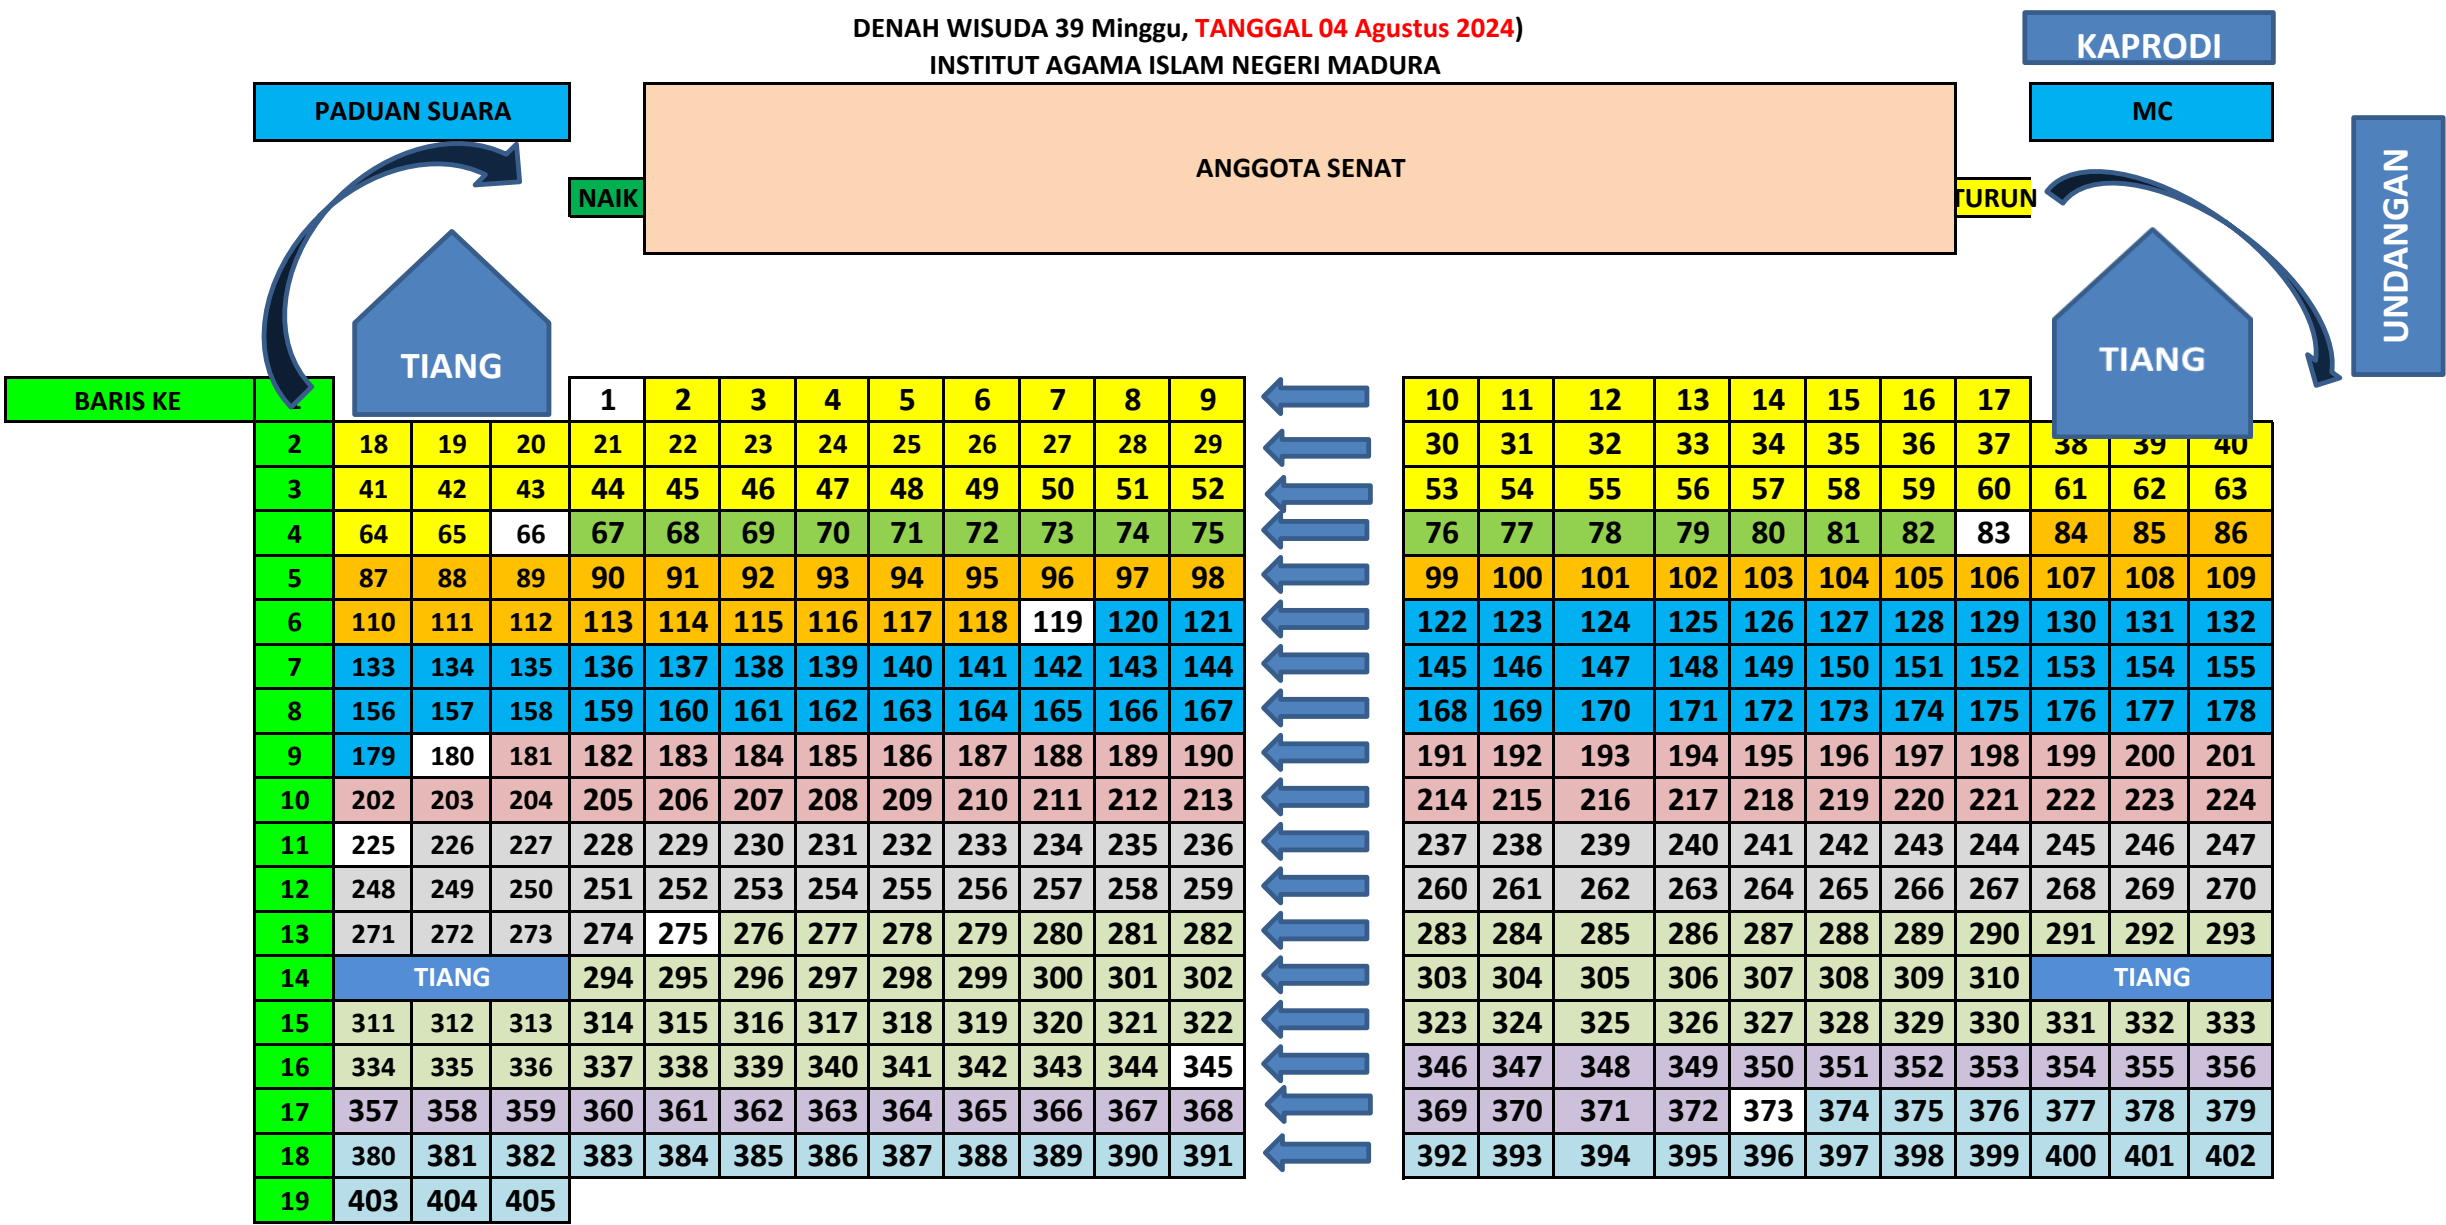 DENAH WISUDA 39 Minggu, TANGGAL 04 Agustus 2024)
INSTITUT AGAMA ISLAM NEGERI MADURA
KAPRODI
PADUAN SUARA
MC
ANGGOTA SENAT
NAIK
TURUN
UNDANGAN
TIANG
TIANG
BARIS KE 1 2 3 4 5 6 7 8 9 10 11 12 13 14 15 16 17
2 18 19 20 21 22 23 24 25 26 27 28 29 30 31 32 33 34 35 36 37 38 39 40
3 41 42 43 44 45 46 47 48 49 50 51 52 53 54 55 56 57 58 59 60 61 62 63
4 64 65 66 67 68 69 70 71 72 73 74 75 76 77 78 79 80 81 82 83 84 85 86
5 87 88 89 90 91 92 93 94 95 96 97 98 99 100 101 102 103 104 105 106 107 108 109
6 110 111 112 113 114 115 116 117 118 119 120 121 122 123 124 125 126 127 128 129 130 131 132
7 133 134 135 136 137 138 139 140 141 142 143 144 145 146 147 148 149 150 151 152 153 154 155
8 156 157 158 159 160 161 162 163 164 165 166 167 168 169 170 171 172 173 174 175 176 177 178
9 179 180 181 182 183 184 185 186 187 188 189 190 191 192 193 194 195 196 197 198 199 200 201
10 202 203 204 205 206 207 208 209 210 211 212 213 214 215 216 217 218 219 220 221 222 223 224
11 225 226 227 228 229 230 231 232 233 234 235 236 237 238 239 240 241 242 243 244 245 246 247
12 248 249 250 251 252 253 254 255 256 257 258 259 260 261 262 263 264 265 266 267 268 269 270
13 271 272 273 274 275 276 277 278 279 280 281 282 283 284 285 286 287 288 289 290 291 292 293
14 TIANG 294 295 296 297 298 299 300 301 302 303 304 305 306 307 308 309 310 TIANG
15 311 312 313 314 315 316 317 318 319 320 321 322 323 324 325 326 327 328 329 330 331 332 333
16 334 335 336 337 338 339 340 341 342 343 344 345 346 347 348 349 350 351 352 353 354 355 356
17 357 358 359 360 361 362 363 364 365 366 367 368 369 370 371 372 373 374 375 376 377 378 379
18 380 381 382 383 384 385 386 387 388 389 390 391 392 393 394 395 396 397 398 399 400 401 402
19 403 404 405